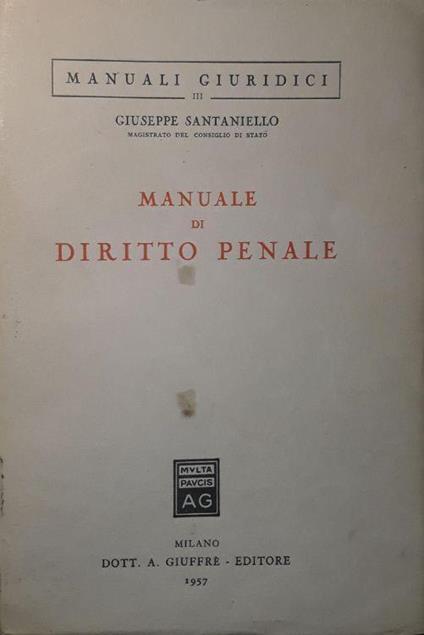 MANUALI GIURIDICI
III
GIUSEPPE SANTANIELLO
MAGISTRATO DEL CONSIGLIO DI STATO
MANUALE
DI
DIRITTO PENALE
MVLTA
PAVCIS
AG
MILANO
DOTT. A. GIUFFRÈ - EDITORE
1957